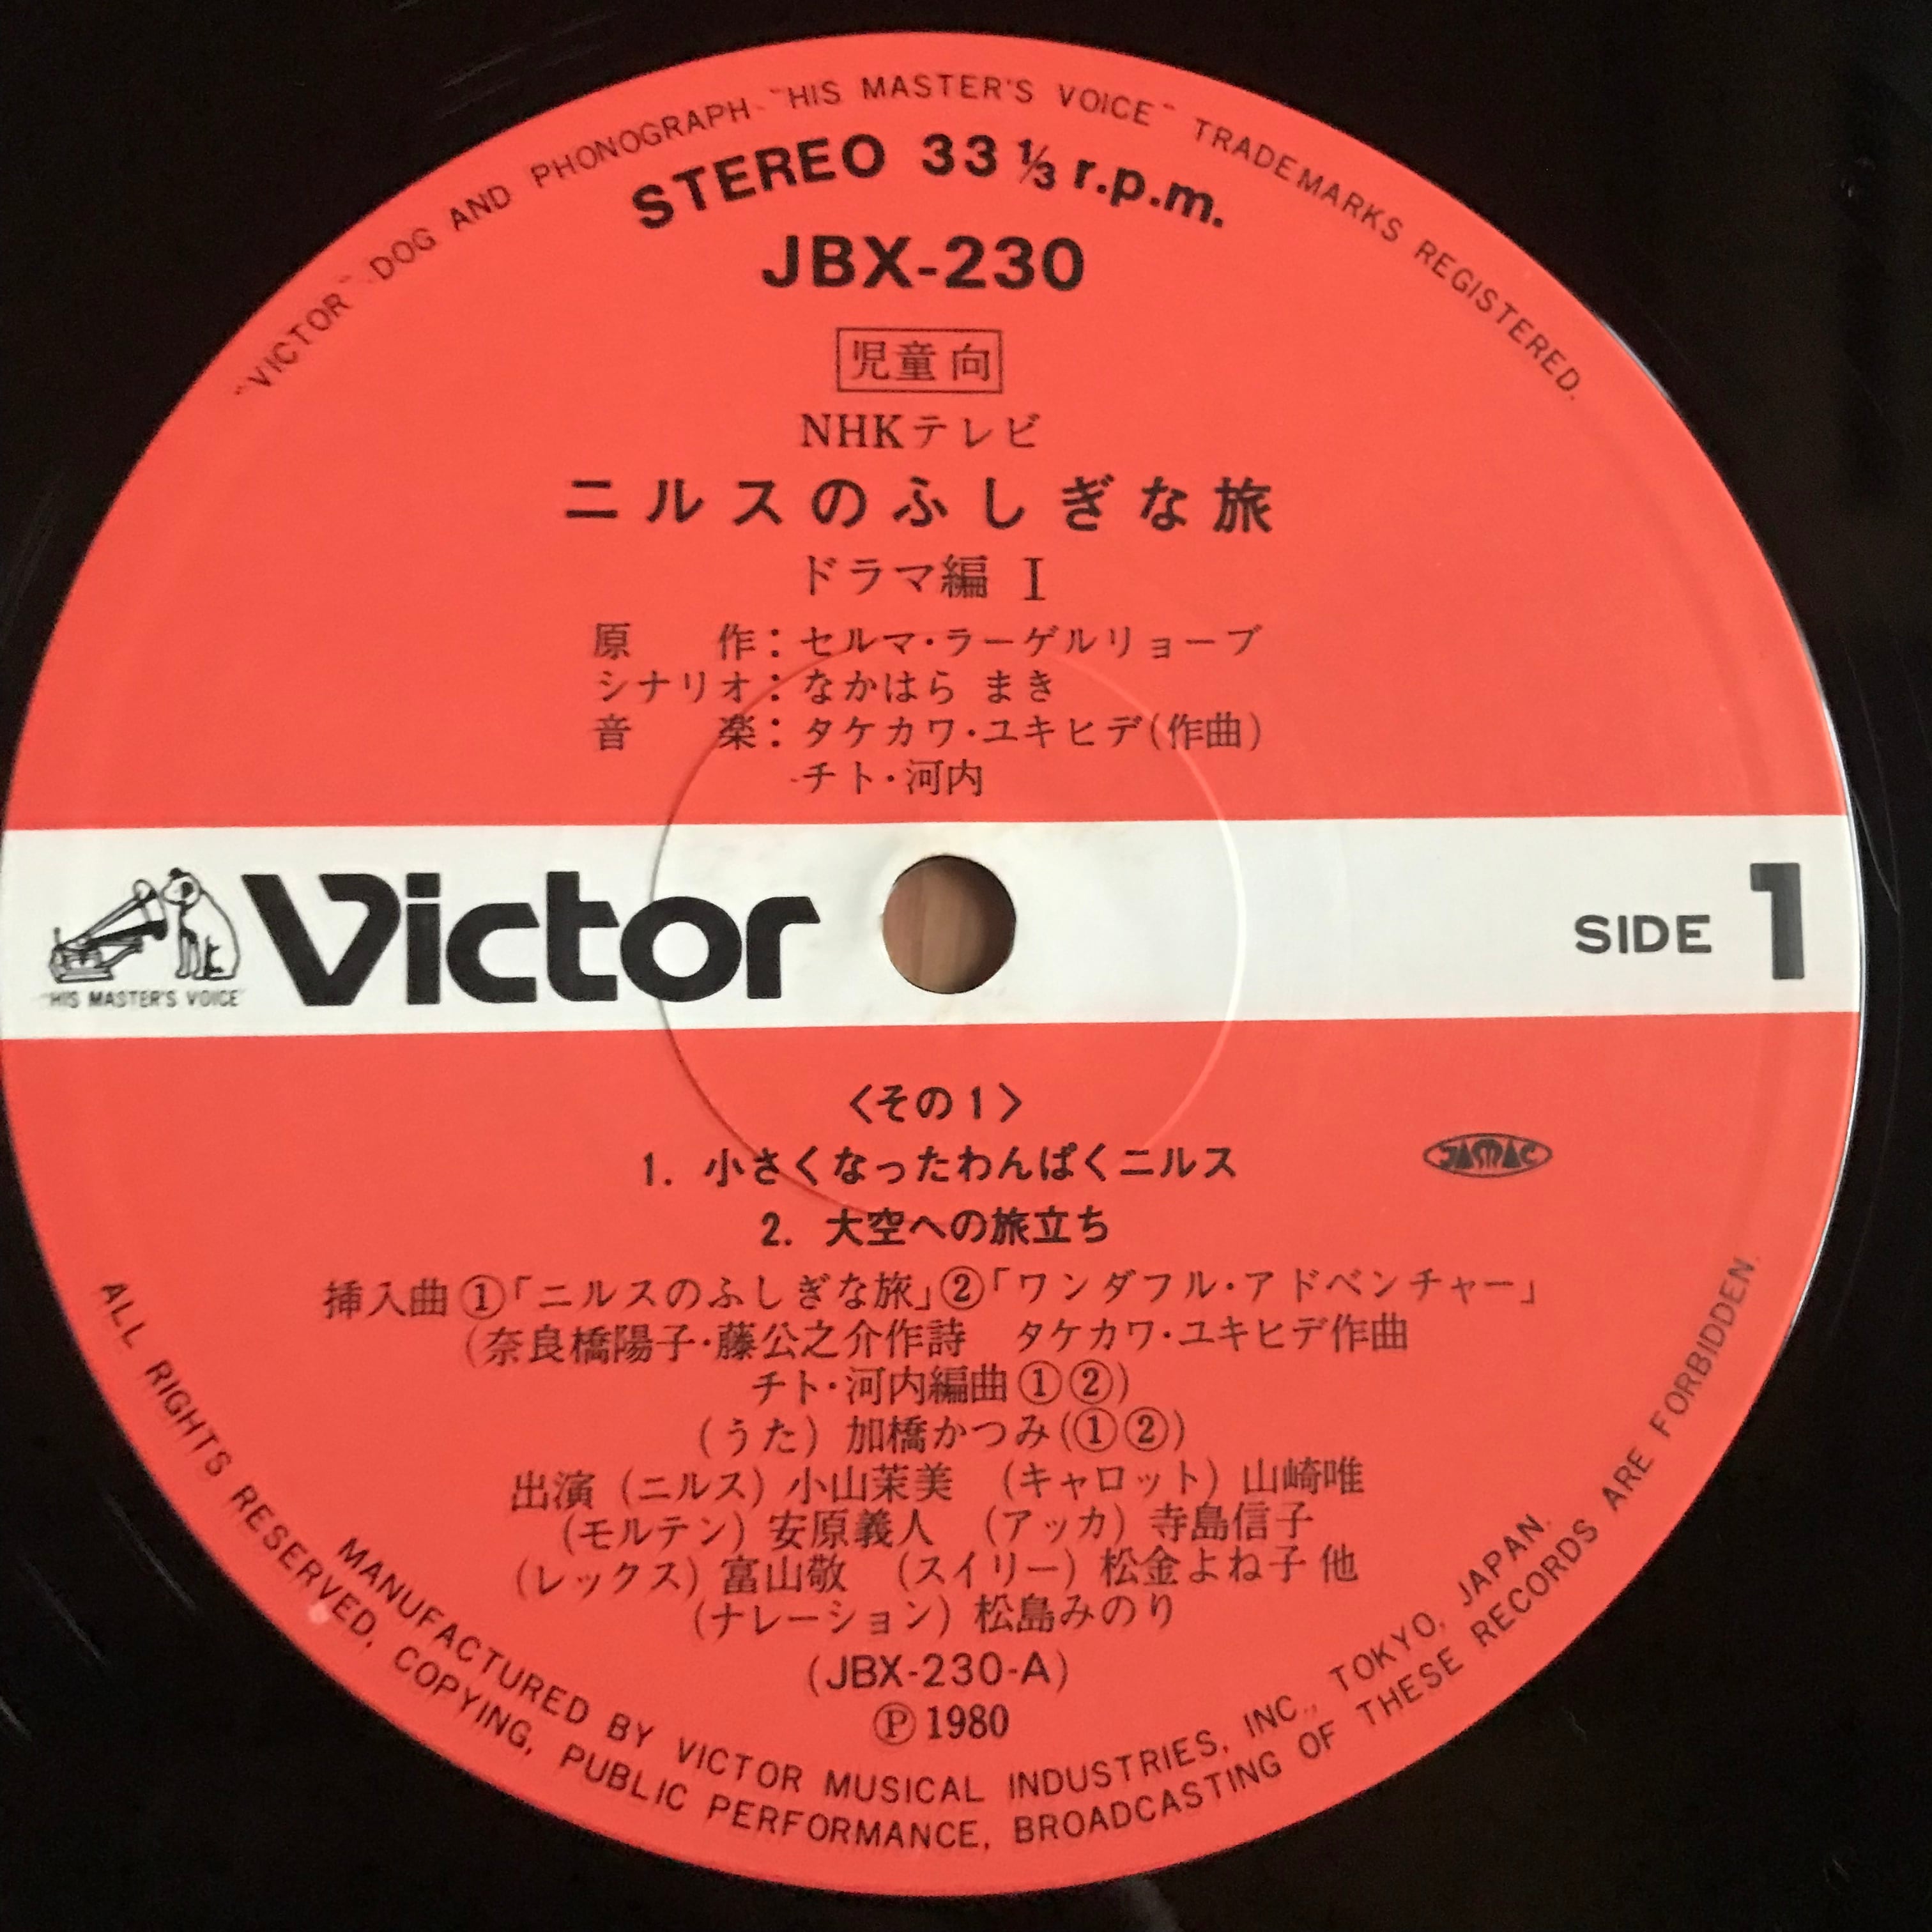 "VICTOR" DOG AND PHONOGRAPH "HIS MASTER'S VOICE" TRADEMARKS REGISTERED.
STEREO 33 ⅓ r.p.m.
JBX-230
児童向
NHKテレビ
ニルスのふしぎな旅
ドラマ編 I
原　作：セルマ・ラーゲルリョーブ
シナリオ：なかはら まき
音　楽：タケカワ・ユキヒデ(作曲)
チト・河内
"HIS MASTER'S VOICE"
Victor
SIDE 1
〈その1〉
1. 小さくなったわんぱくニルス
JASMAC
2. 大空への旅立ち
挿入曲①「ニルスのふしぎな旅」②「ワンダフル・アドベンチャー」
(奈良橋陽子・藤公之介作詩　タケカワ・ユキヒデ作曲
チト・河内編曲①②)
(うた) 加橋かつみ(①②)
出演 (ニルス) 小山茉美　(キャロット) 山崎唯
(モルテン) 安原義人　(アッカ) 寺島信子
(レックス) 富山敬　(スイリー) 松金よね子 他
(ナレーション) 松島みのり
(JBX-230-A)
Ⓟ 1980
MANUFACTURED BY VICTOR MUSICAL INDUSTRIES, INC., TOKYO, JAPAN.
ALL RIGHTS RESERVED, COPYING, PUBLIC PERFORMANCE, BROADCASTING OF THESE RECORDS ARE FORBIDDEN.